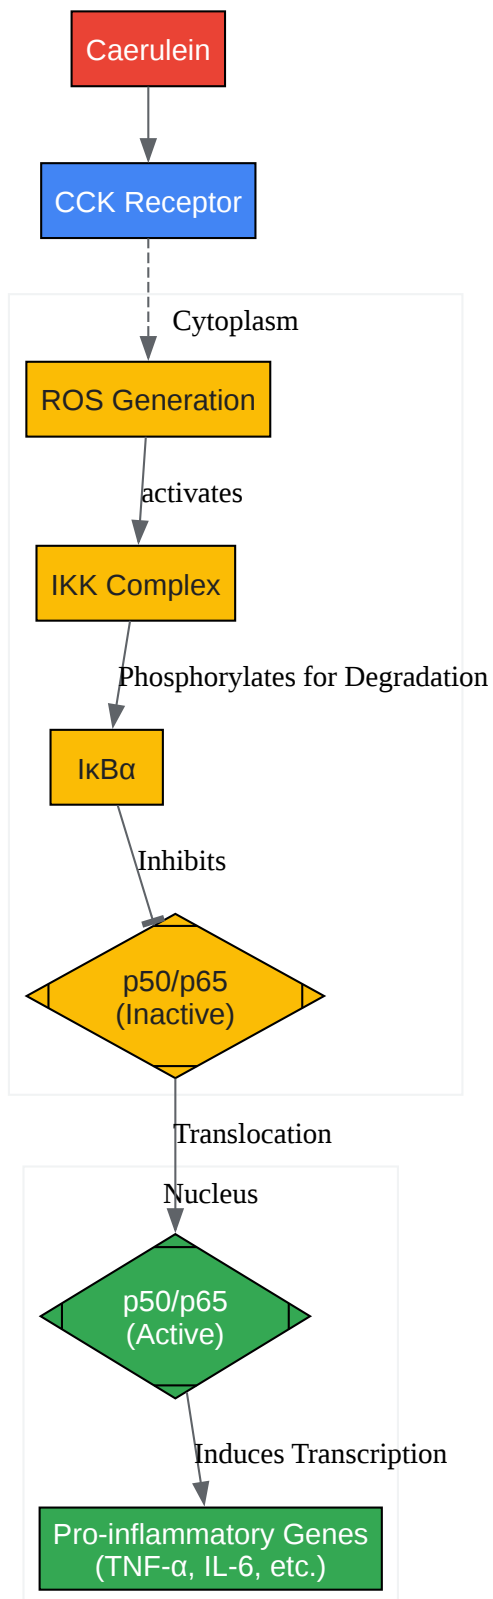 Caerulein
CCK Receptor
Cytoplasm
ROS Generation
activates
IKK Complex
Phosphorylates for Degradation
IκBα
Inhibits
p50/p65
(Inactive)
Translocation
Nucleus
p50/p65
(Active)
Induces Transcription
Pro-inflammatory Genes
(TNF-α, IL-6, etc.)